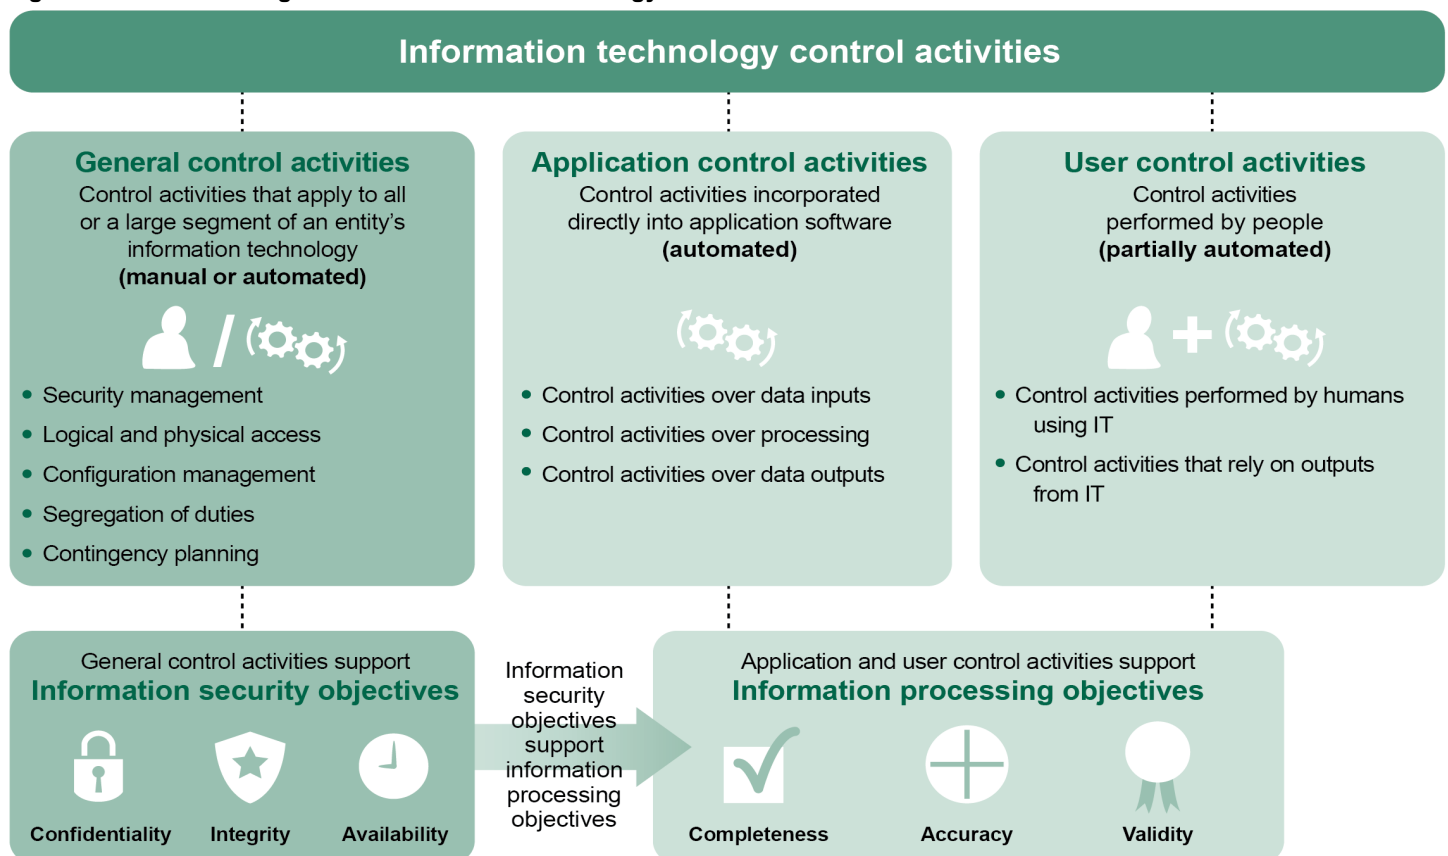 Information technology control activities
General control activities
Control activities that apply to all
or a large segment of an entity’s
information technology
(manual or automated)
• Security management
• Logical and physical access
• Configuration management
• Segregation of duties
• Contingency planning
Application control activities
Control activities incorporated
directly into application software
(automated)
• Control activities over data inputs
• Control activities over processing
• Control activities over data outputs
User control activities
Control activities
performed by people
(partially automated)
• Control activities performed by humans
using IT
• Control activities that rely on outputs
from IT
General control activities support
Information security objectives
Confidentiality
Integrity
Availability
Information
security
objectives
support
information
processing
objectives
Application and user control activities support
Information processing objectives
Completeness
Accuracy
Validity